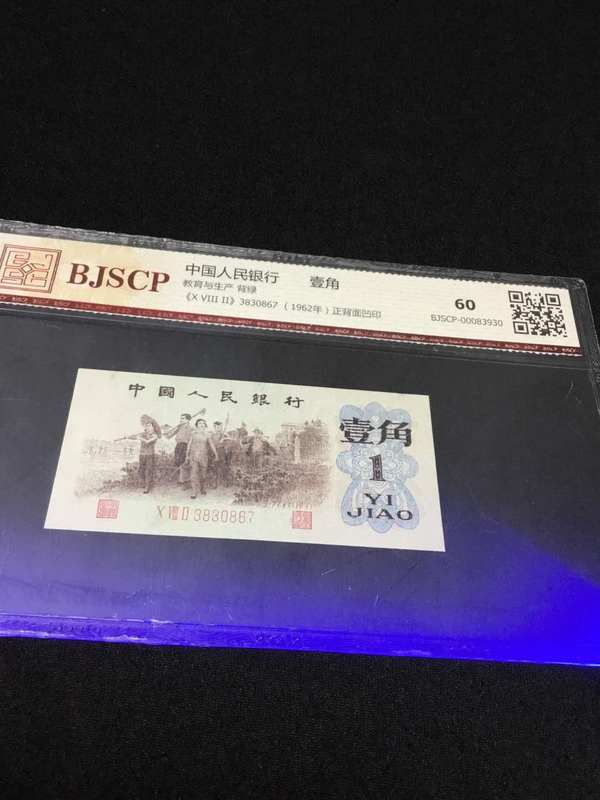 BJSCP
中国人民银行 壹角
教育与生产 背绿
《X VIII II》3830867 （1962年）正背面凹印
60
BJSCP-00083930
中國人民銀行
壹角
1
YI
JIAO
X VIII II 3830867